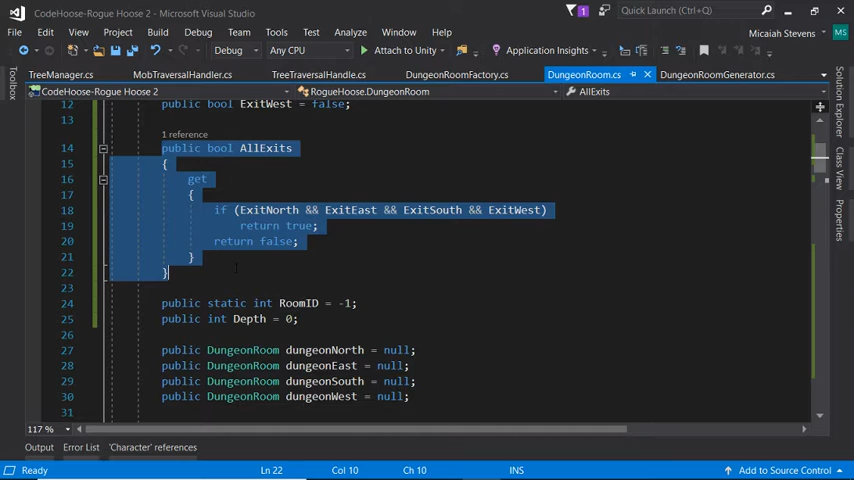 CodeHoose-Rogue Hoose 2 - Microsoft Visual Studio
1
Quick Launch (Ctrl+Q)
File Edit View Project Build Debug Team Tools Test Analyze Window Help
Micaiah Stevens MS
Debug Any CPU Attach to Unity Application Insights
TreeManager.cs MobTraversalHandler.cs TreeTraversalHandle.cs DungeonRoomFactory.cs DungeonRoom.cs DungeonRoomGenerator.cs
CodeHoose-Rogue Hoose 2 RogueHoose.DungeonRoom AllExits
Toolbox
Solution Explorer
Class View
Properties
12 public bool ExitWest = false;
13
1 reference
14 public bool AllExits
15 {
16 get
17 {
18 if (ExitNorth && ExitEast && ExitSouth && ExitWest)
19 return true;
20 return false;
21 }
22 }
23
24 public static int RoomID = -1;
25 public int Depth = 0;
26
27 public DungeonRoom dungeonNorth = null;
28 public DungeonRoom dungeonEast = null;
29 public DungeonRoom dungeonSouth = null;
30 public DungeonRoom dungeonWest = null;
31
117 %
Output Error List 'Character' references
Ready Ln 22 Col 10 Ch 10 INS Add to Source Control